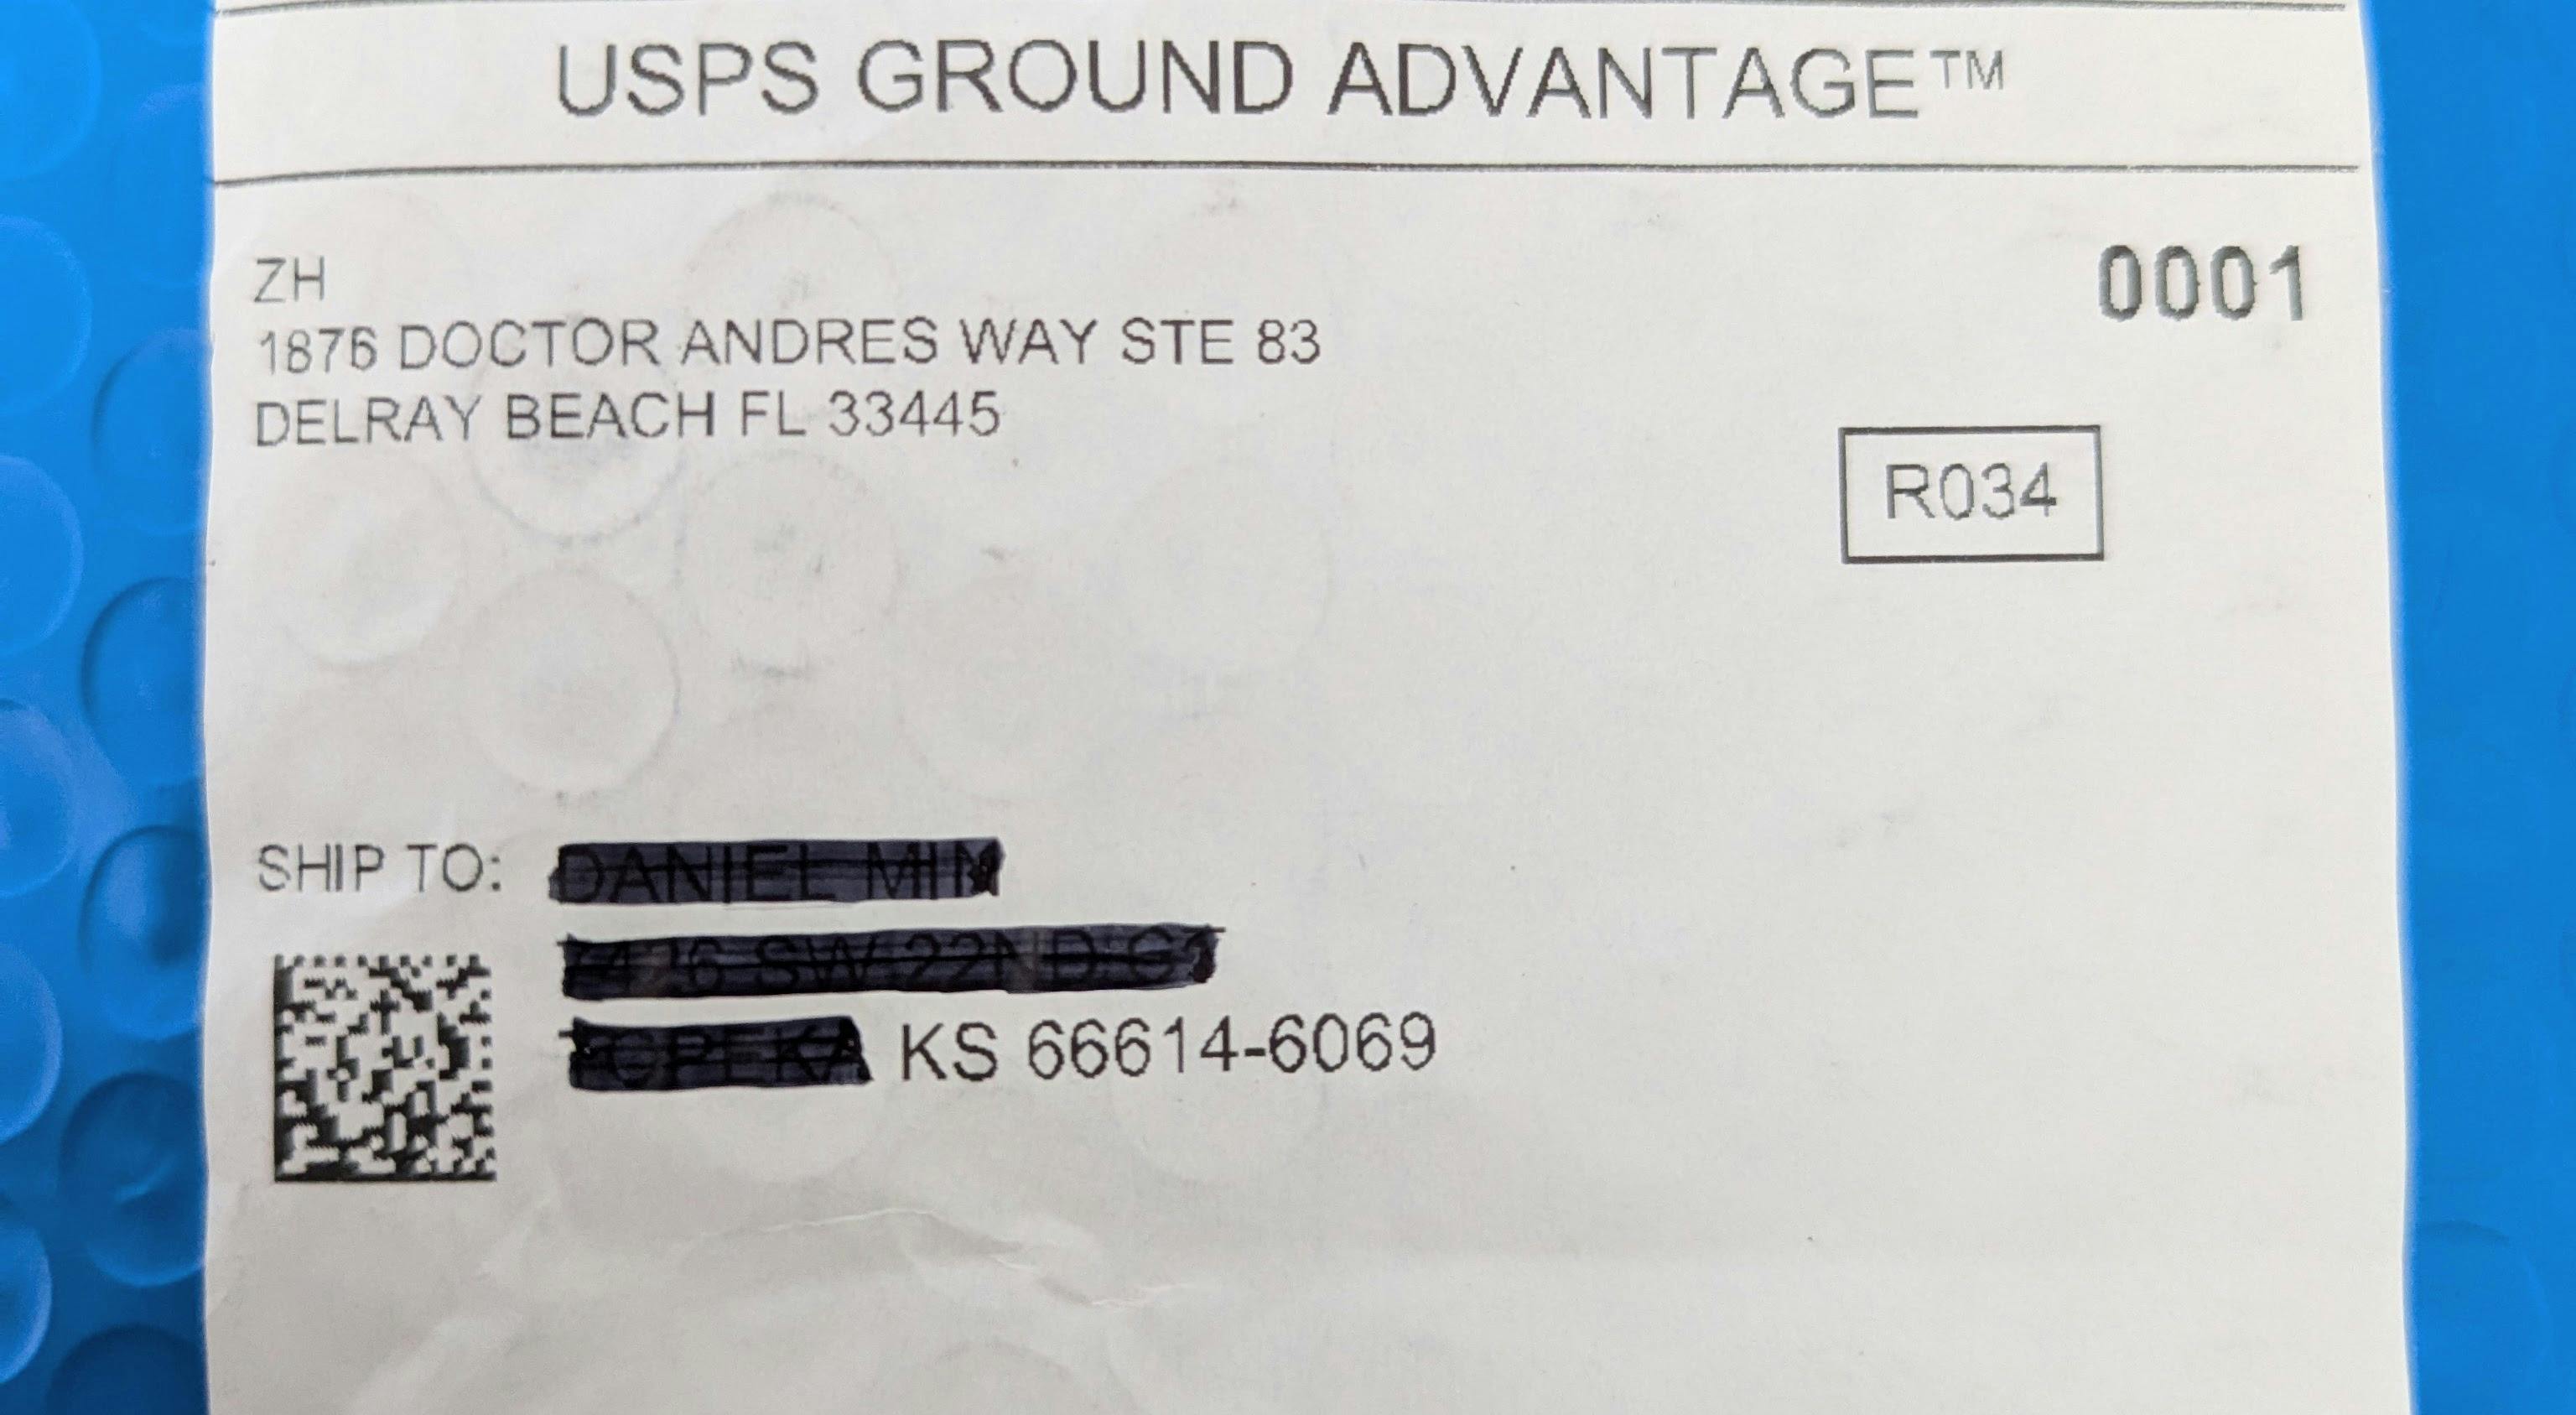 USPS GROUND ADVANTAGE™
ZH
0001
1876 DOCTOR ANDRES WAY STE 83
DELRAY BEACH FL 33445
R034
SHIP TO:
KS 66614-6069